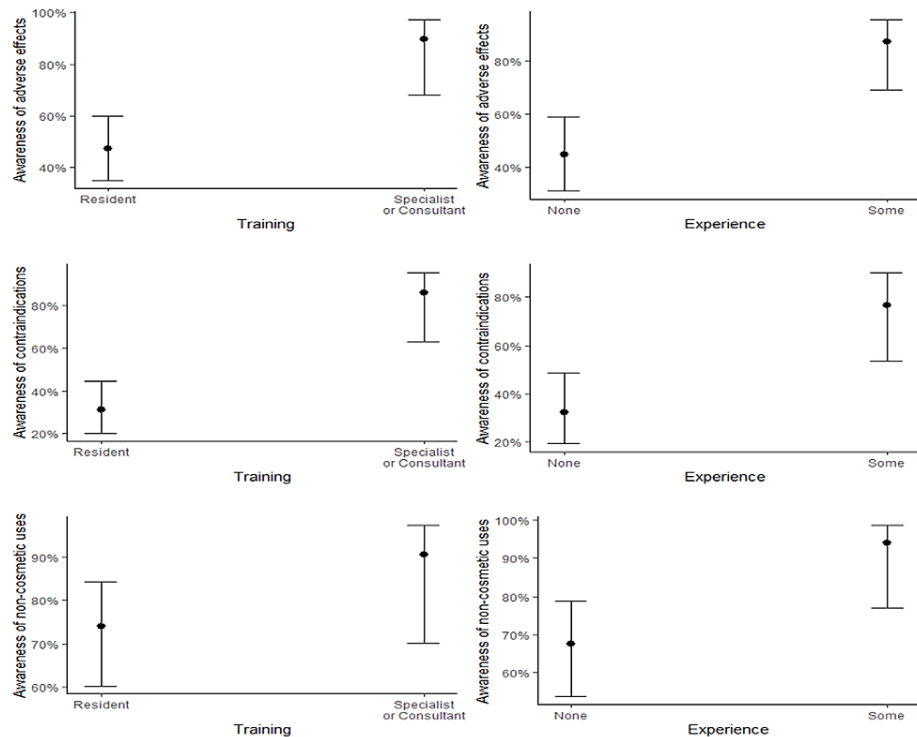 Awareness of adverse effects
100%
80%
60%
40%
Resident
Specialist
or Consultant
Training
Awareness of adverse effects
80%
60%
40%
None
Some
Experience
Awareness of contraindications
80%
60%
40%
20%
Resident
Specialist
or Consultant
Training
Awareness of contraindications
80%
60%
40%
20%
None
Some
Experience
Awareness of non-cosmetic uses
90%
80%
70%
60%
Resident
Specialist
or Consultant
Training
Awareness of non-cosmetic uses
100%
90%
80%
70%
60%
None
Some
Experience